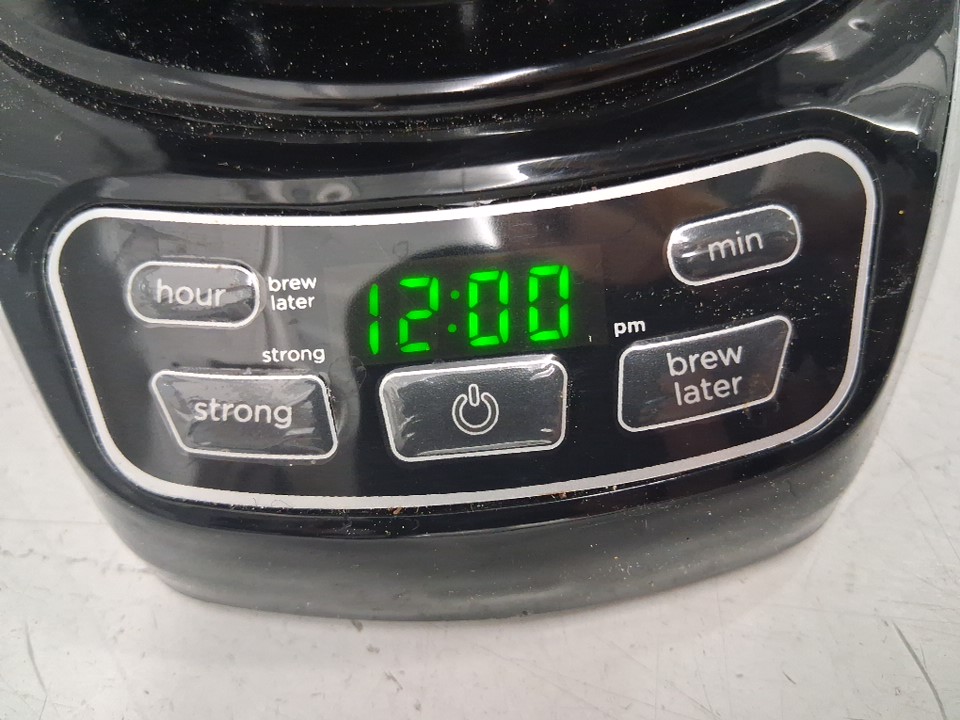 min
hour
brew
later
12:00
pm
strong
strong
brew
later